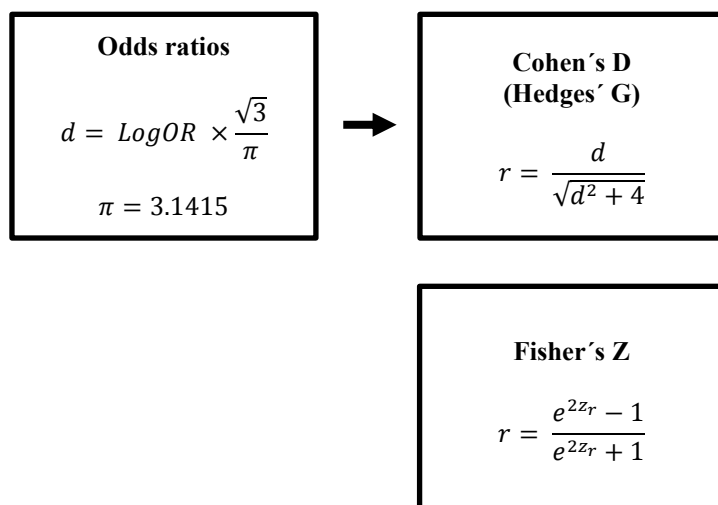 Odds ratios
d = LogOR × √3/π
π = 3.1415
Cohen´s D
(Hedges´ G)
r = d/√(d² + 4)
Fisher´s Z
r = (e^{2z_r} − 1)/(e^{2z_r} + 1)